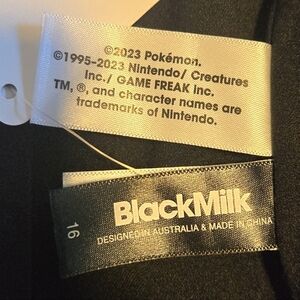 ©2023 Pokémon.
©1995-2023 Nintendo/ Creatures
Inc./ GAME FREAK inc.
TM, ®, and character names are
trademarks of Nintendo.
BlackMilk
DESIGNED IN AUSTRALIA & MADE IN CHINA
16